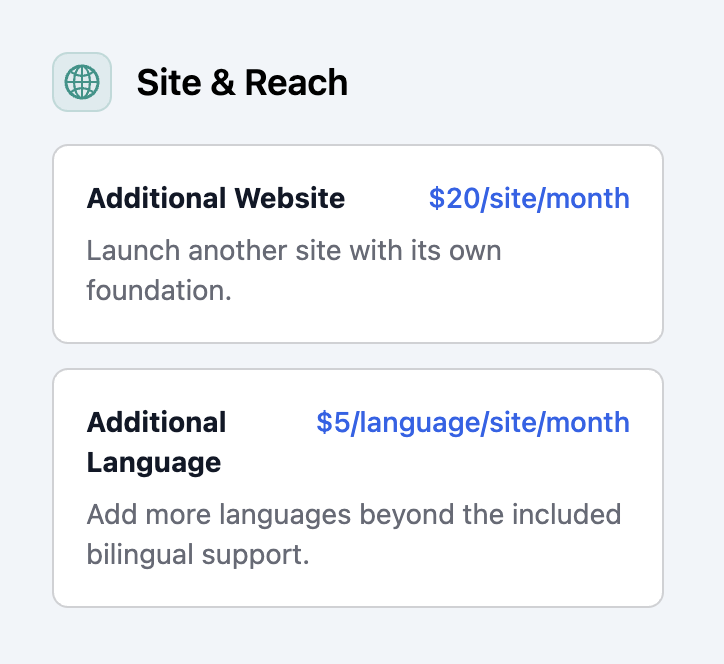 Site & Reach
Additional Website
$20/site/month
Launch another site with its own
foundation.
Additional
Language
$5/language/site/month
Add more languages beyond the included
bilingual support.